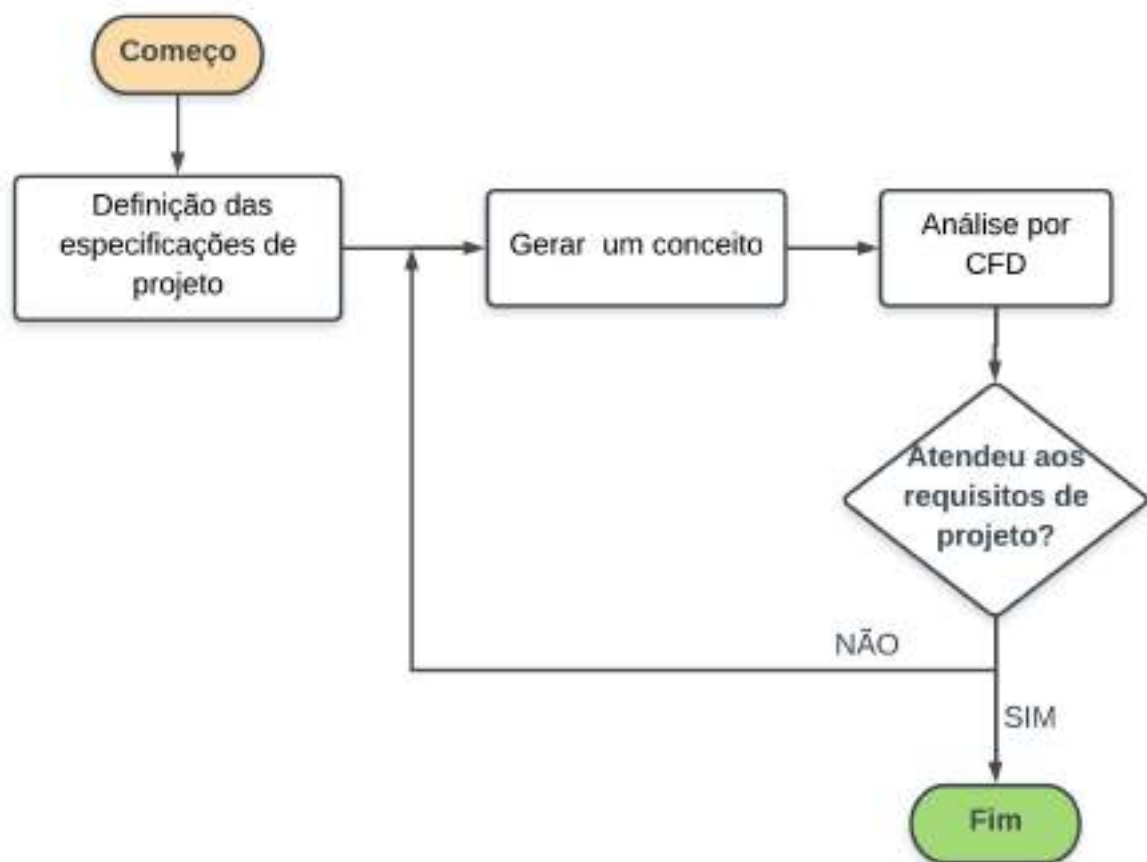 Começo
Definição das
especificações de
projeto
Gerar um conceito
Análise por
CFD
Atendeu aos
requisitos de
projeto?
NÃO
SIM
Fim